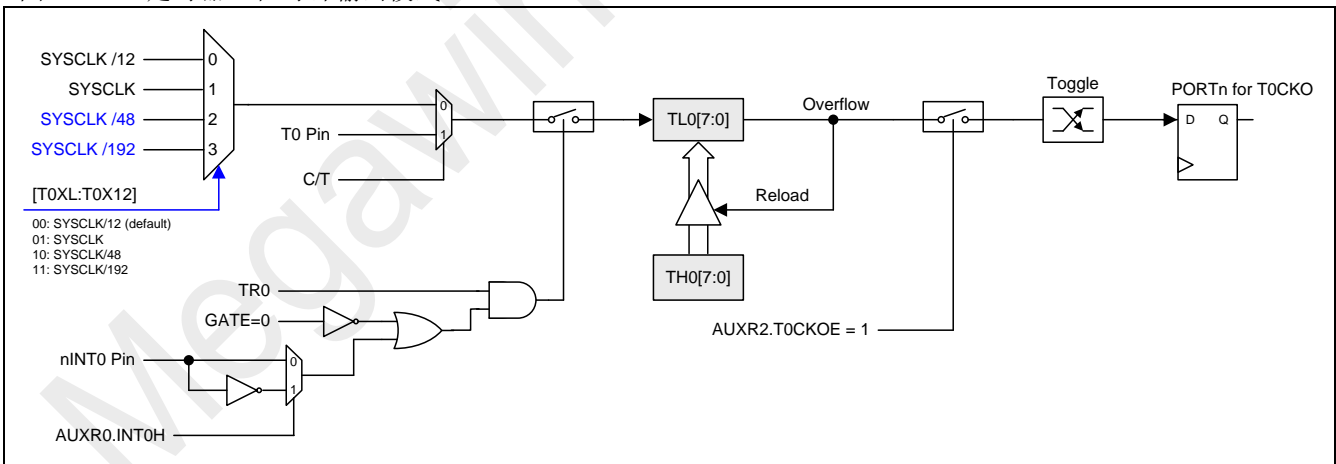 SYSCLK /12
SYSCLK
SYSCLK /48
SYSCLK /192
0
1
2
3
[T0XL:T0X12]
00: SYSCLK/12 (default)
01: SYSCLK
10: SYSCLK/48
11: SYSCLK/192
T0 Pin
C/T
0
1
TL0[7:0]
Overflow
Reload
TH0[7:0]
Toggle
PORTn for T0CKO
D Q
TR0
GATE=0
nINT0 Pin
0
1
AUXR0.INT0H
AUXR2.T0CKOE = 1
Megawin